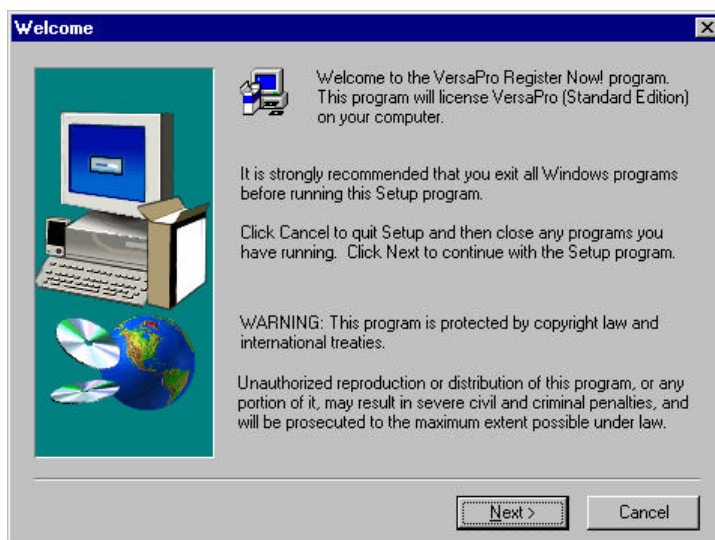 Welcome
Welcome to the VersaPro Register Now! program.
This program will license VersaPro (Standard Edition)
on your computer.
It is strongly recommended that you exit all Windows programs
before running this Setup program.
Click Cancel to quit Setup and then close any programs you
have running.  Click Next to continue with the Setup program.
WARNING: This program is protected by copyright law and
international treaties.
Unauthorized reproduction or distribution of this program, or any
portion of it, may result in severe civil and criminal penalties, and
will be prosecuted to the maximum extent possible under law.
Next >
Cancel